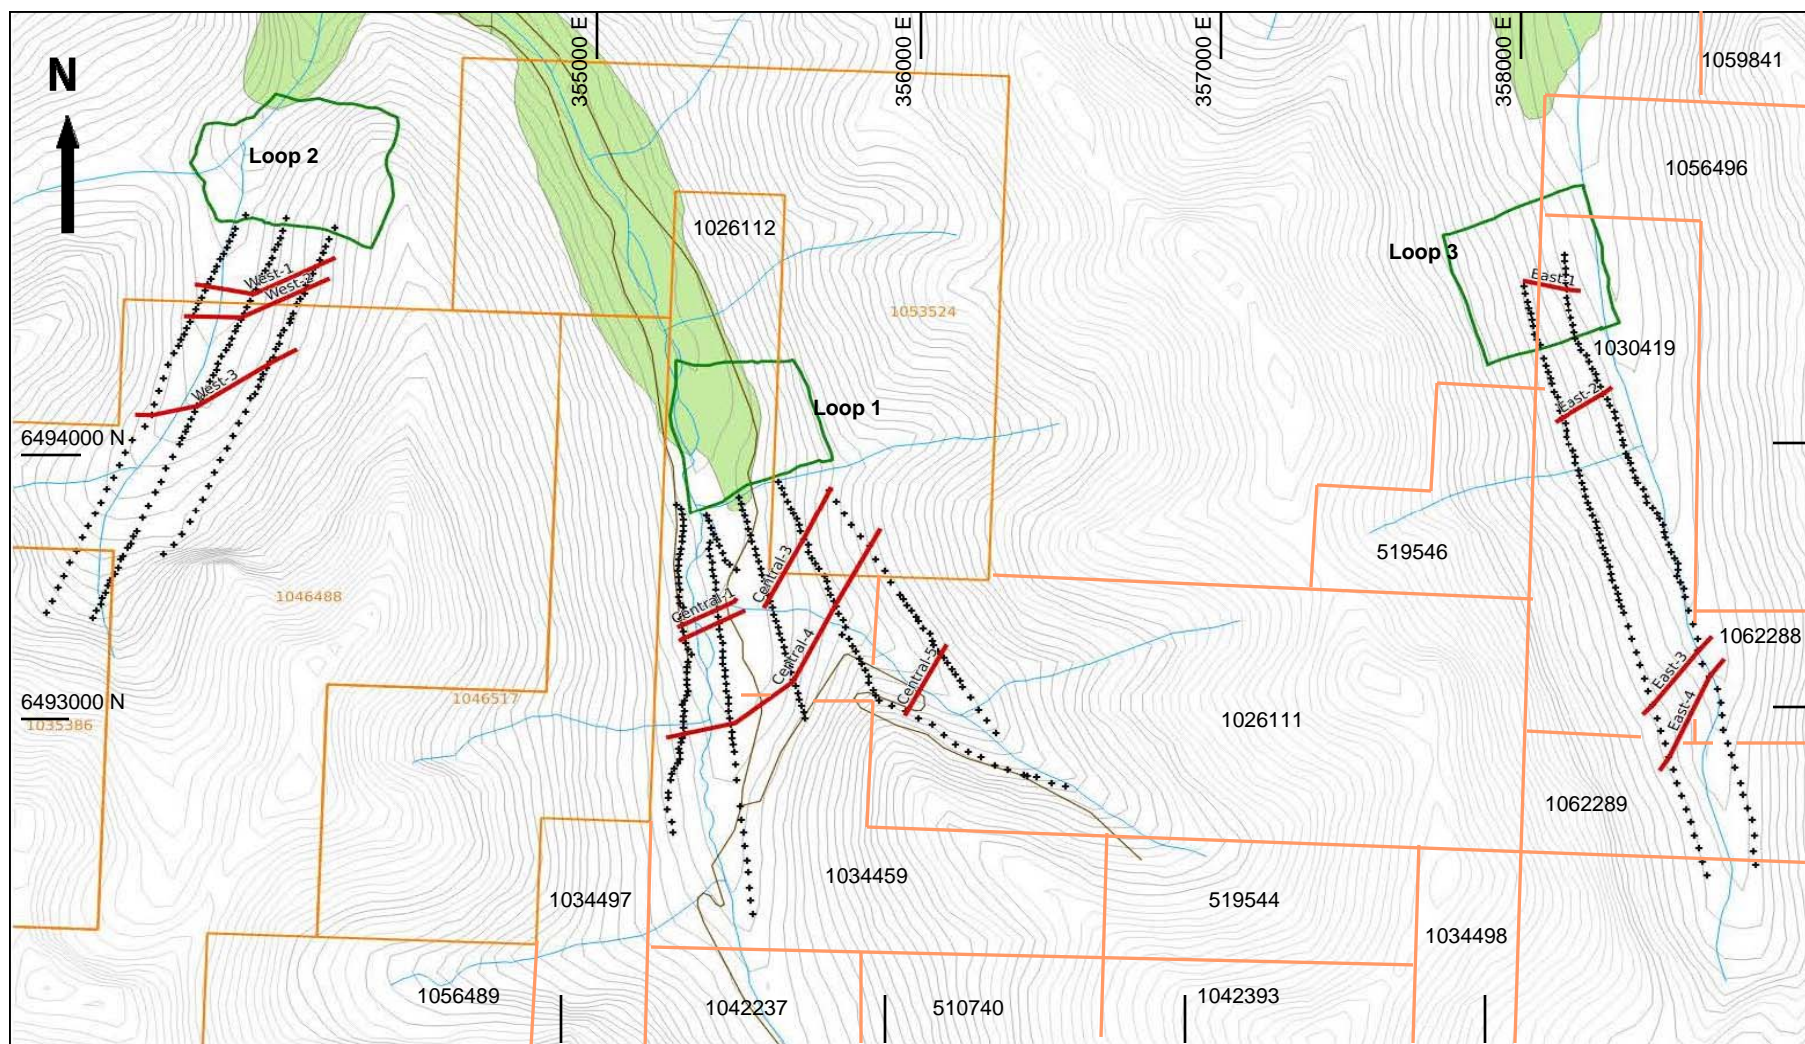 N
355000 E
356000 E
357000 E
358000 E
1059841
Loop 2
1056496
1026112
Loop 3
West-1
West-2
East-1
1053524
1030419
West-3
Loop 1
East-2
6494000 N
519546
Central-3
1046488
Central-1
1062288
Central-4
Central-5
East-3
6493000 N
1046517
East-4
1035386
1026111
1062289
1034459
1034497
519544
1034498
1056489
1042237
510740
1042393